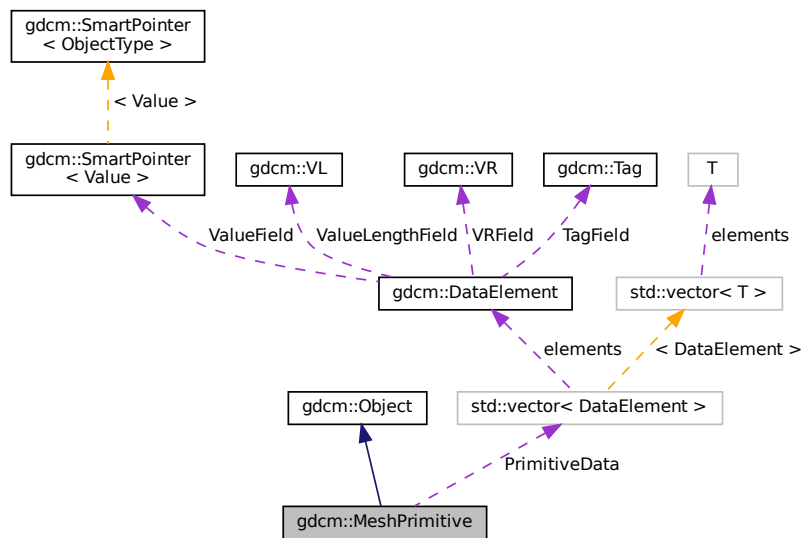 gdcm::SmartPointer
< ObjectType >
< Value >
gdcm::SmartPointer
< Value >
gdcm::VL
gdcm::VR
gdcm::Tag
T
ValueField
ValueLengthField
VRField
TagField
elements
gdcm::DataElement
std::vector< T >
elements
< DataElement >
gdcm::Object
std::vector< DataElement >
PrimitiveData
gdcm::MeshPrimitive